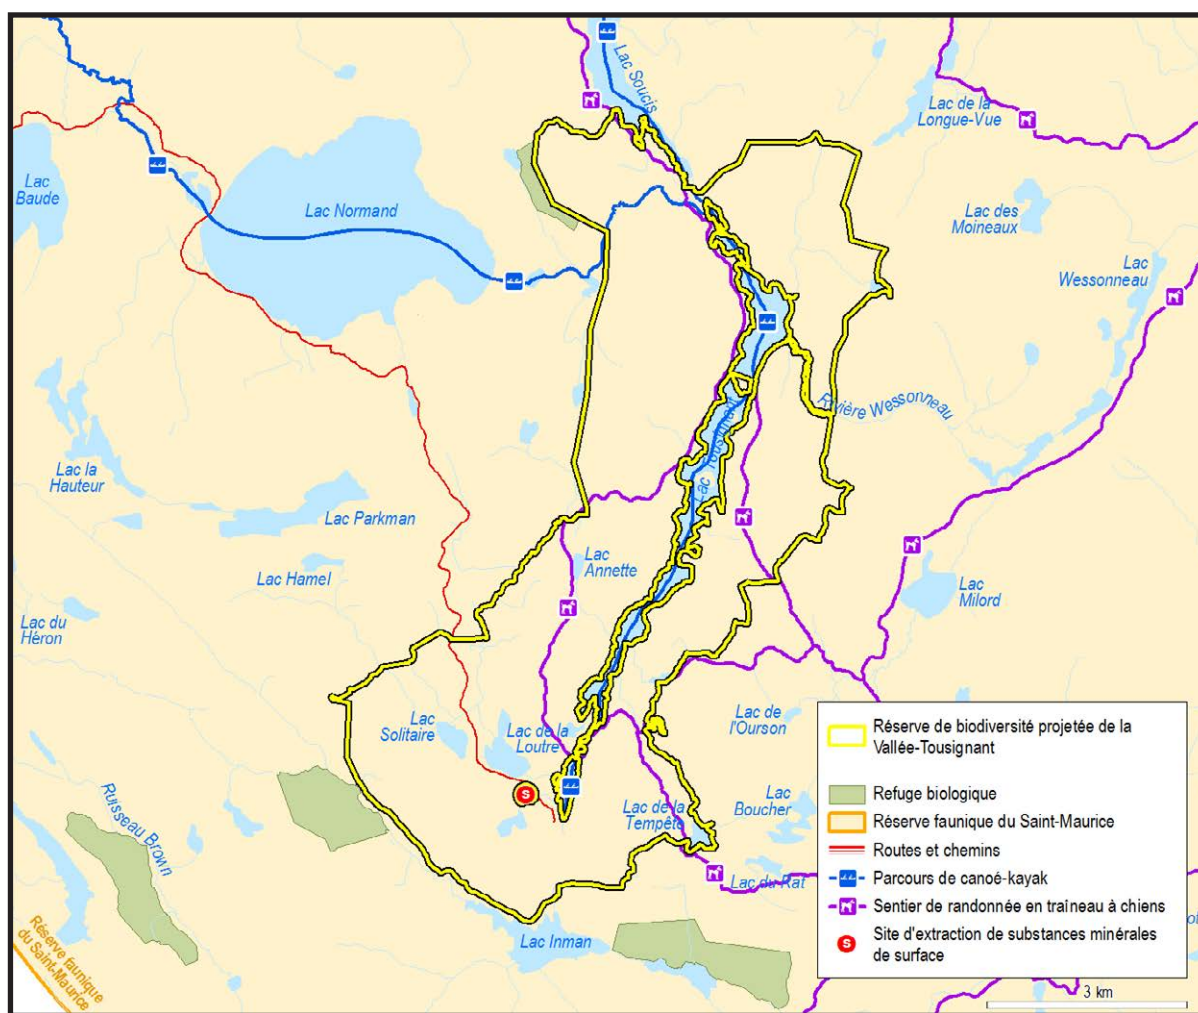 Lac Soucis
Lac de la
Longue-Vue
Lac
Baude
Lac Normand
Lac des
Moineaux
Lac
Wessonneau
Rivière Wessonneau
Lac Tousignant
Lac la
Hauteur
Lac Parkman
Lac Hamel
Lac
Annette
Lac
Milord
Lac du
Héron
Lac
Solitaire
Lac de la
Loutre
Lac de
l'Ourson
Lac
Boucher
Lac de la
Tempête
Lac du Rat
Ruisseau Brown
Lac Inman
Réserve faunique
du Saint-Maurice
Réserve de biodiversité projetée de la
Vallée-Tousignant
Refuge biologique
Réserve faunique du Saint-Maurice
Routes et chemins
Parcours de canoé-kayak
Sentier de randonnée en traîneau à chiens
S
S
Site d'extraction de substances minérales
de surface
3 km